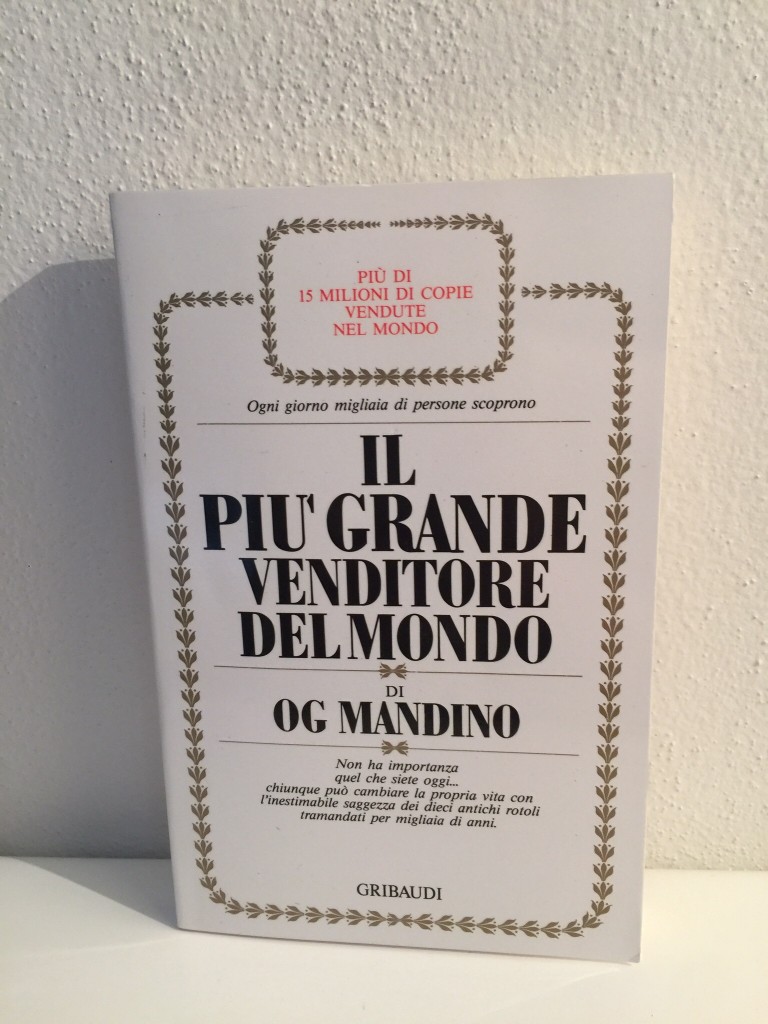 PIÙ DI
15 MILIONI DI COPIE
VENDUTE
NEL MONDO
Ogni giorno migliaia di persone scoprono
IL
PIU' GRANDE
VENDITORE
DEL MONDO
DI
OG MANDINO
Non ha importanza
quel che siete oggi...
chiunque può cambiare la propria vita con
l'inestimabile saggezza dei dieci antichi rotoli
tramandati per migliaia di anni.
GRIBAUDI